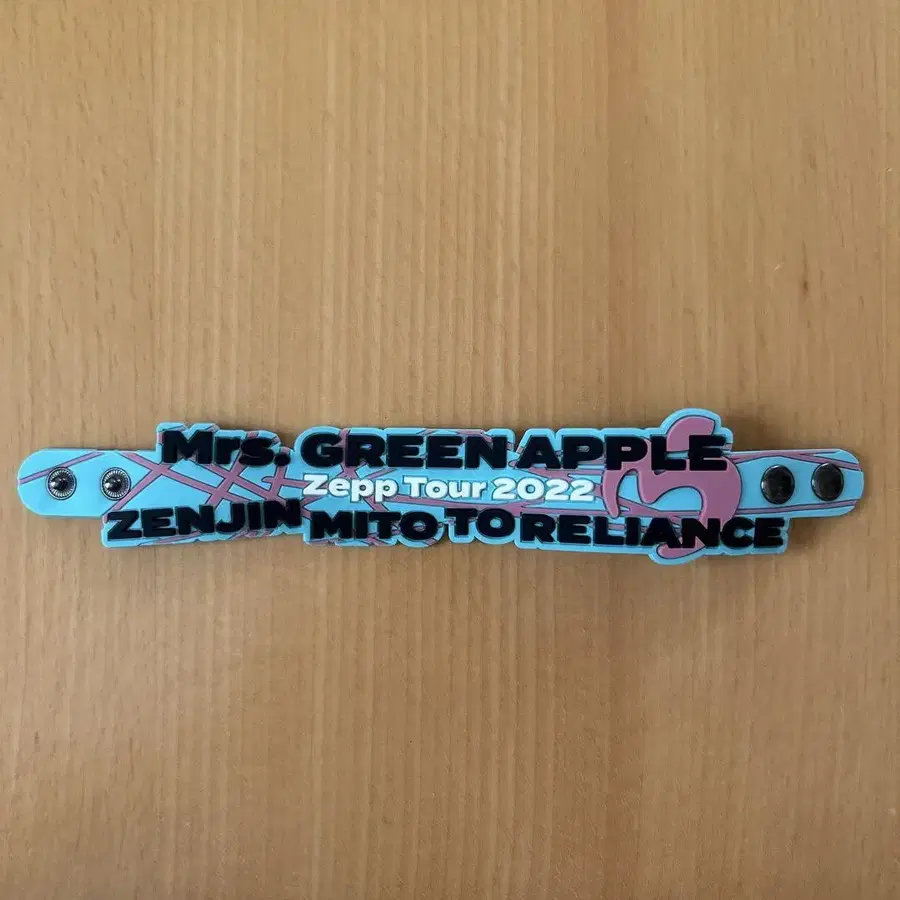 Mrs. GREEN APPLE
Zepp Tour 2022
ZENJIN MITO TO RELIANCE